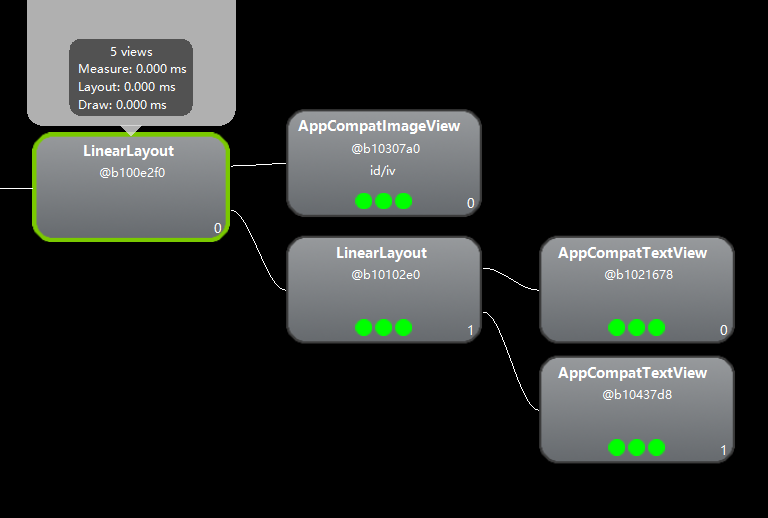 5 views
Measure: 0.000 ms
Layout: 0.000 ms
Draw: 0.000 ms
LinearLayout
@b100e2f0
0
AppCompatImageView
@b10307a0
id/iv
0
LinearLayout
@b10102e0
1
AppCompatTextView
@b1021678
0
AppCompatTextView
@b10437d8
1